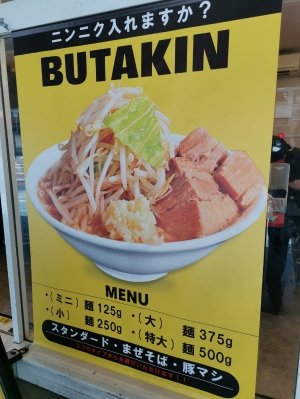 ニンニク入れますか？
BUTAKIN
MENU
・(ミニ) 麺 125g ・(大) 麺 375g
・(小) 麺 250g ・(特大) 麺 500g
スタンダード・まぜそば・豚マシ